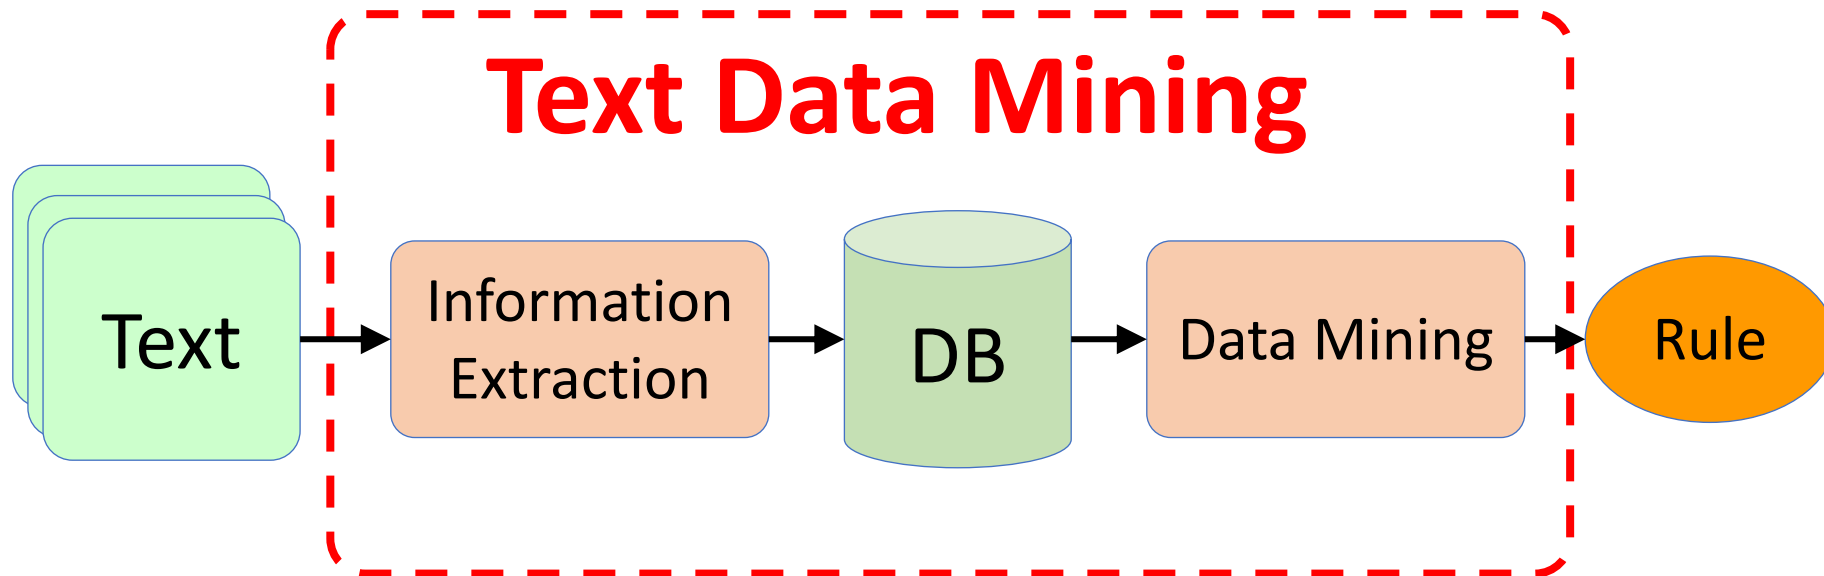 Text Data Mining
Text
Information
Extraction
DB
Data Mining
Rule